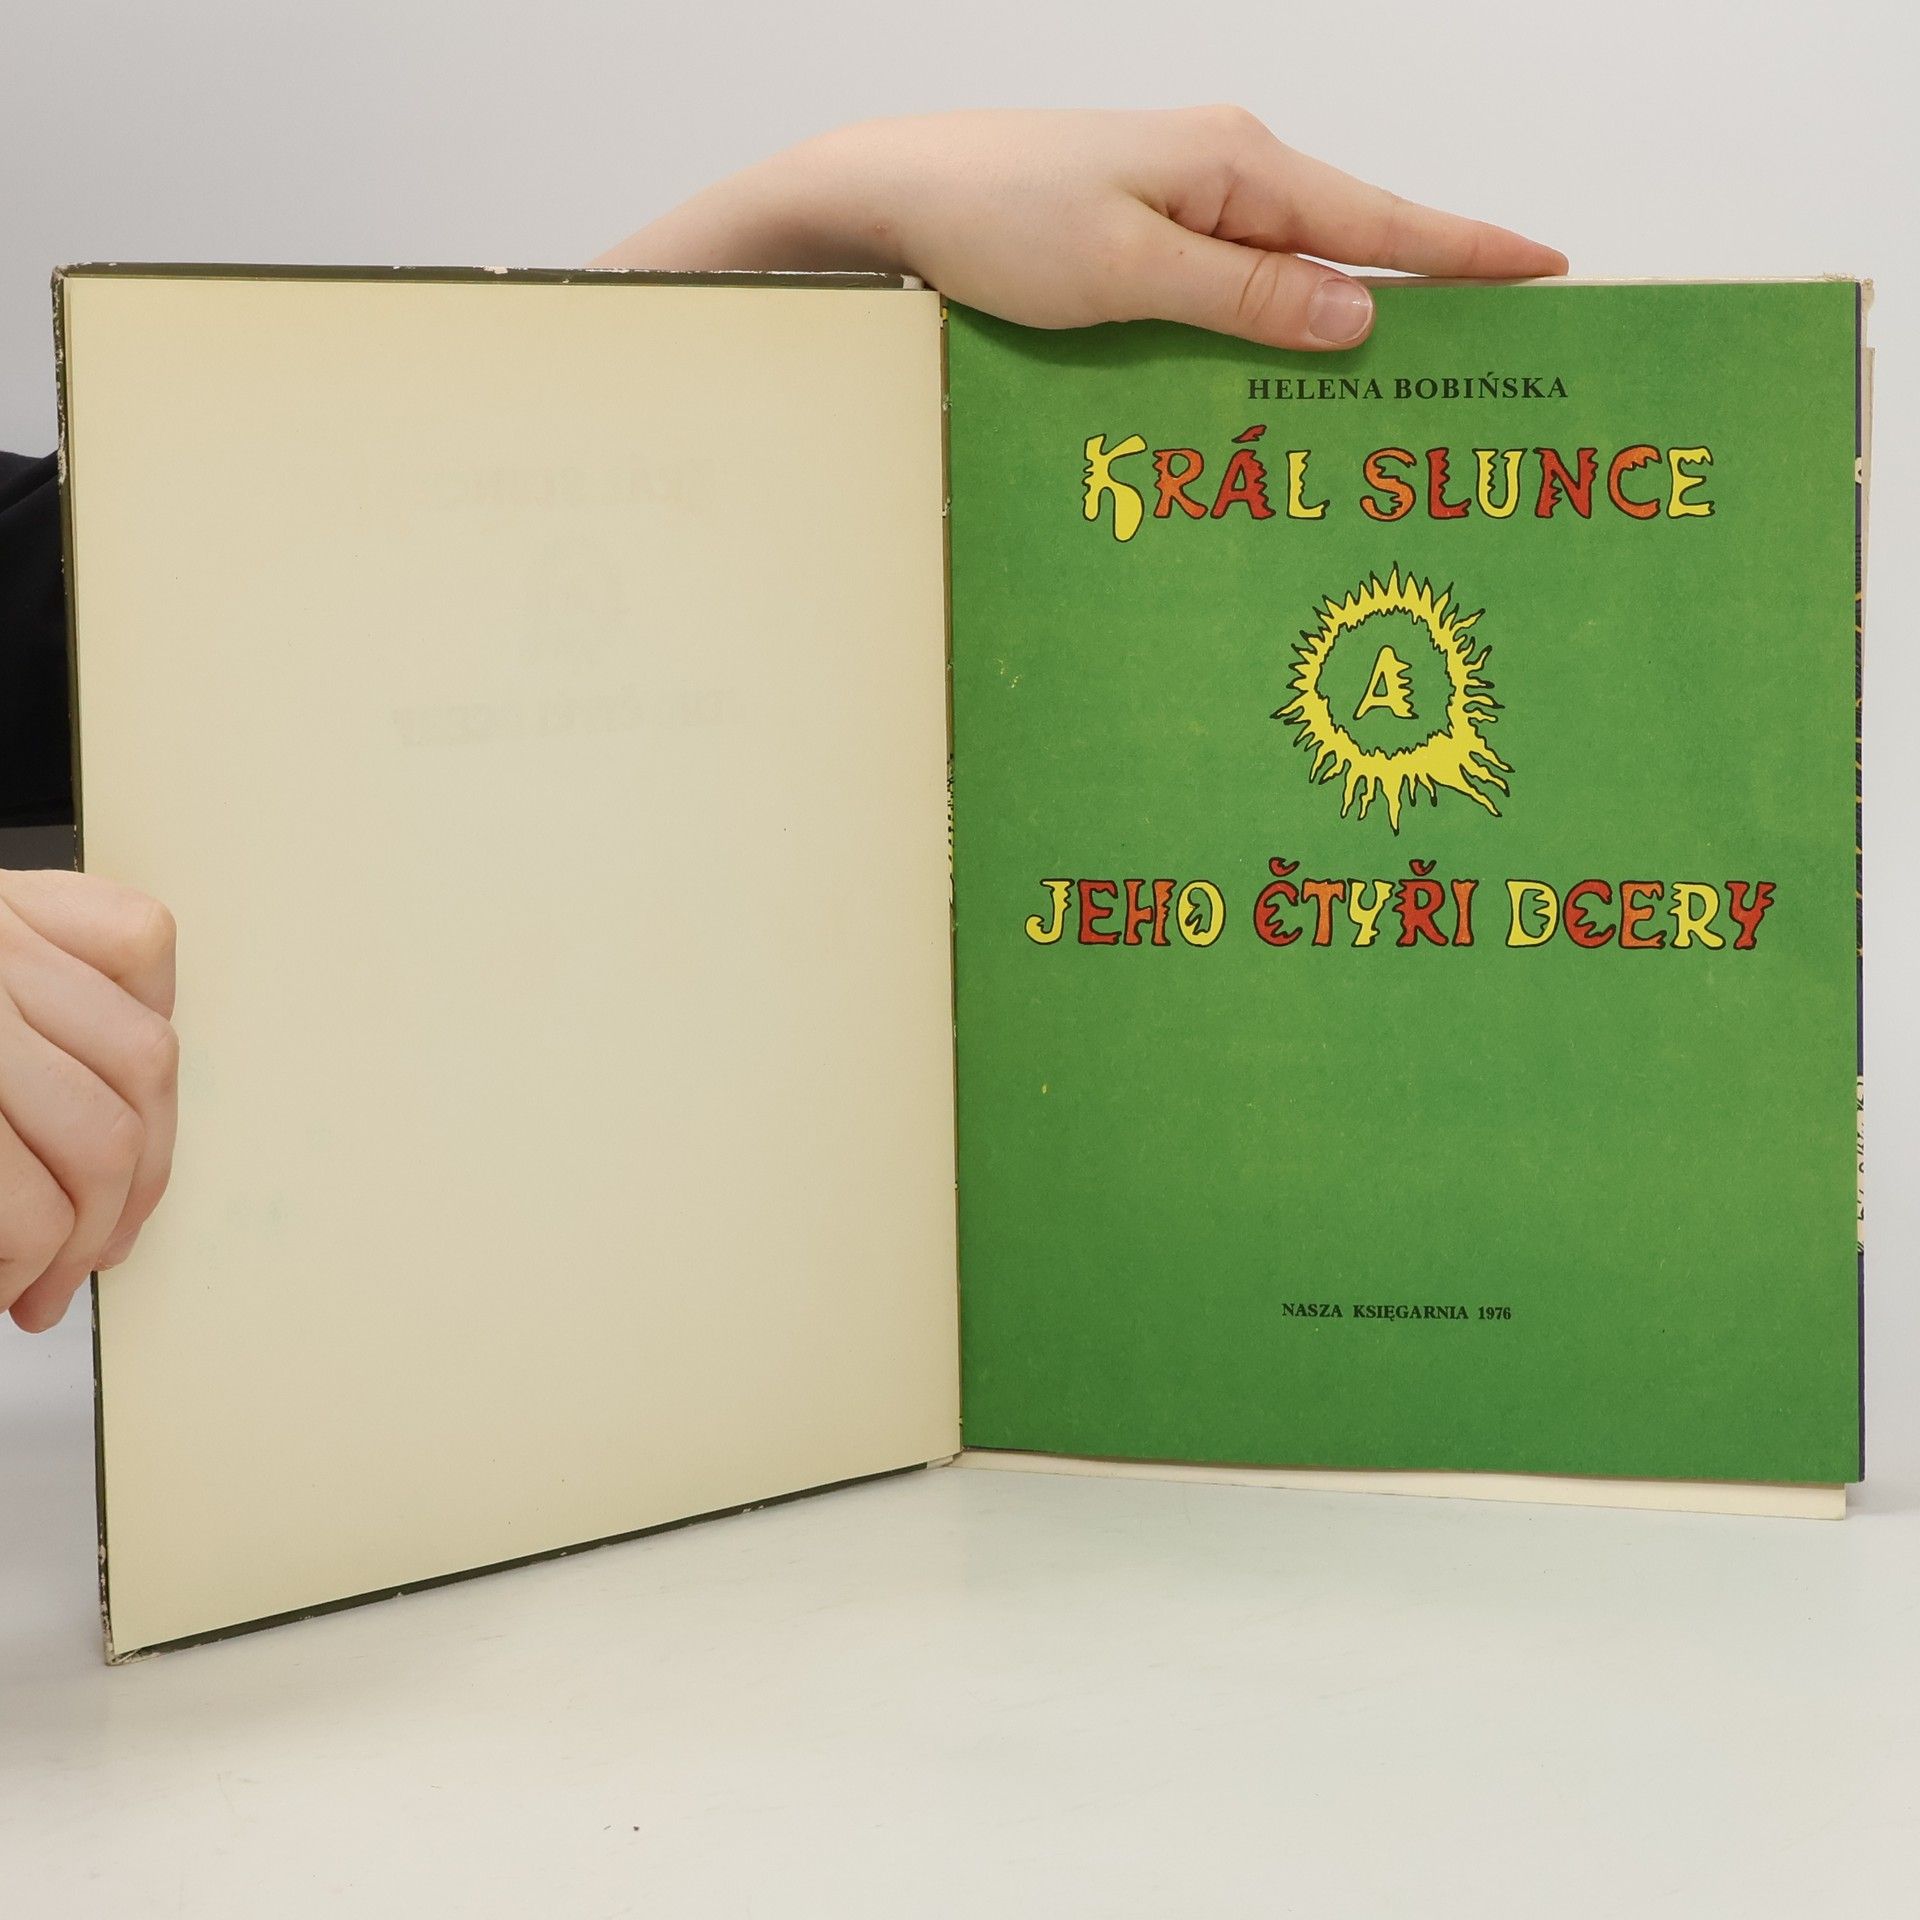 HELENA BOBIŃSKA
KRÁL SLUNCE
A
JEHO ČTYŘI DCERY
NASZA KSIĘGARNIA 1976